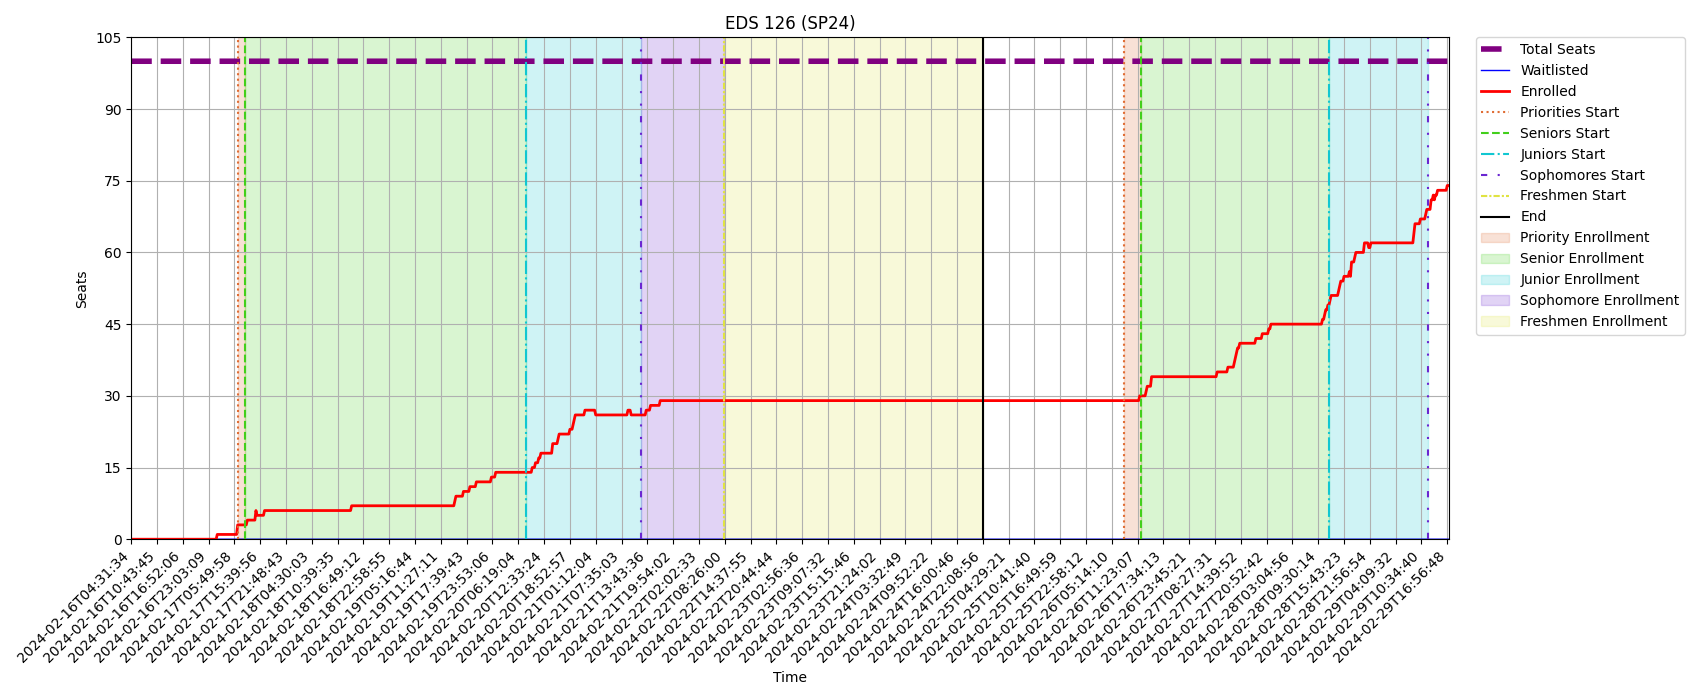 EDS 126 (SP24)
105
90
75
60
45
30
15
0
Seats
2024-02-16T04:31:34
2024-02-16T10:43:45
2024-02-16T16:52:06
2024-02-16T23:03:09
2024-02-17T05:49:58
2024-02-17T15:39:56
2024-02-17T21:48:43
2024-02-18T04:30:03
2024-02-18T10:39:35
2024-02-18T16:49:12
2024-02-18T22:58:55
2024-02-19T05:16:44
2024-02-19T11:27:11
2024-02-19T17:39:43
2024-02-19T23:53:06
2024-02-20T06:19:04
2024-02-20T12:33:24
2024-02-20T18:52:57
2024-02-21T01:12:04
2024-02-21T07:35:03
2024-02-21T13:43:36
2024-02-21T19:54:02
2024-02-22T02:02:33
2024-02-22T08:26:00
2024-02-22T14:37:55
2024-02-22T20:44:44
2024-02-23T02:56:36
2024-02-23T09:07:32
2024-02-23T15:15:46
2024-02-23T21:24:02
2024-02-24T03:32:49
2024-02-24T09:52:22
2024-02-24T16:00:46
2024-02-24T22:08:56
2024-02-25T04:29:21
2024-02-25T10:41:40
2024-02-25T16:49:59
2024-02-25T22:58:12
2024-02-26T05:14:10
2024-02-26T11:23:07
2024-02-26T17:34:13
2024-02-26T23:45:21
2024-02-27T08:27:31
2024-02-27T14:39:52
2024-02-27T20:52:42
2024-02-28T03:04:56
2024-02-28T09:30:14
2024-02-28T15:43:23
2024-02-28T21:56:54
2024-02-29T04:09:32
2024-02-29T10:34:40
2024-02-29T16:56:48
Time
Total Seats
Waitlisted
Enrolled
Priorities Start
Seniors Start
Juniors Start
Sophomores Start
Freshmen Start
End
Priority Enrollment
Senior Enrollment
Junior Enrollment
Sophomore Enrollment
Freshmen Enrollment